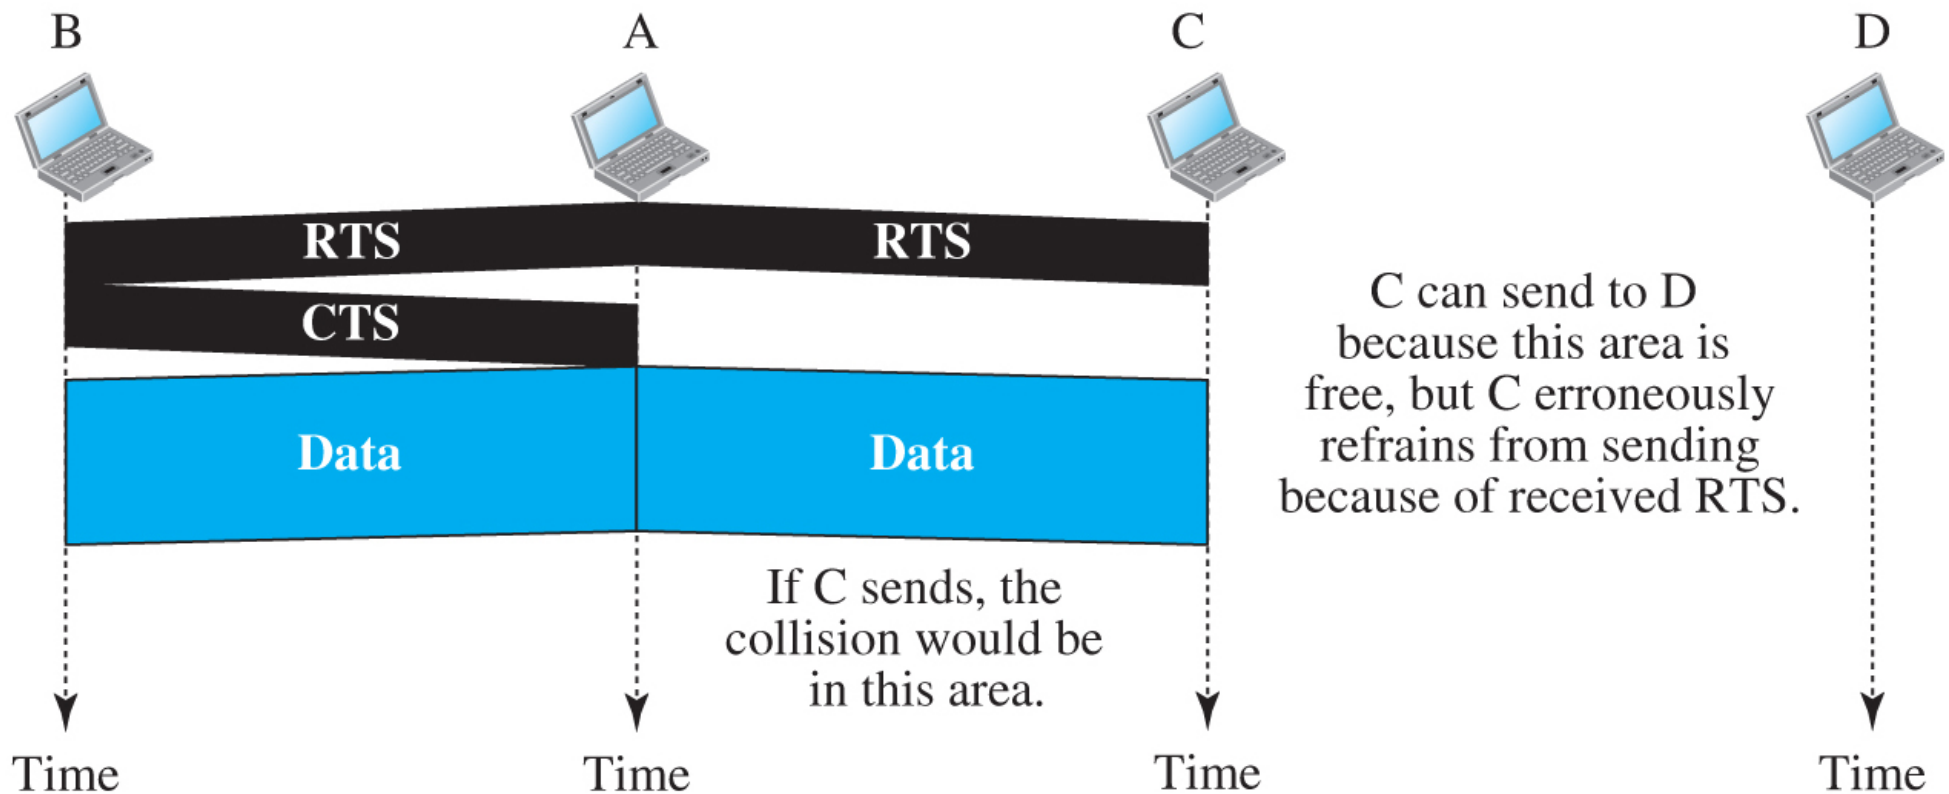 B
A
C
D
RTS
RTS
CTS
Data
Data
C can send to D
because this area is
free, but C erroneously
refrains from sending
because of received RTS.
If C sends, the
collision would be
in this area.
Time
Time
Time
Time